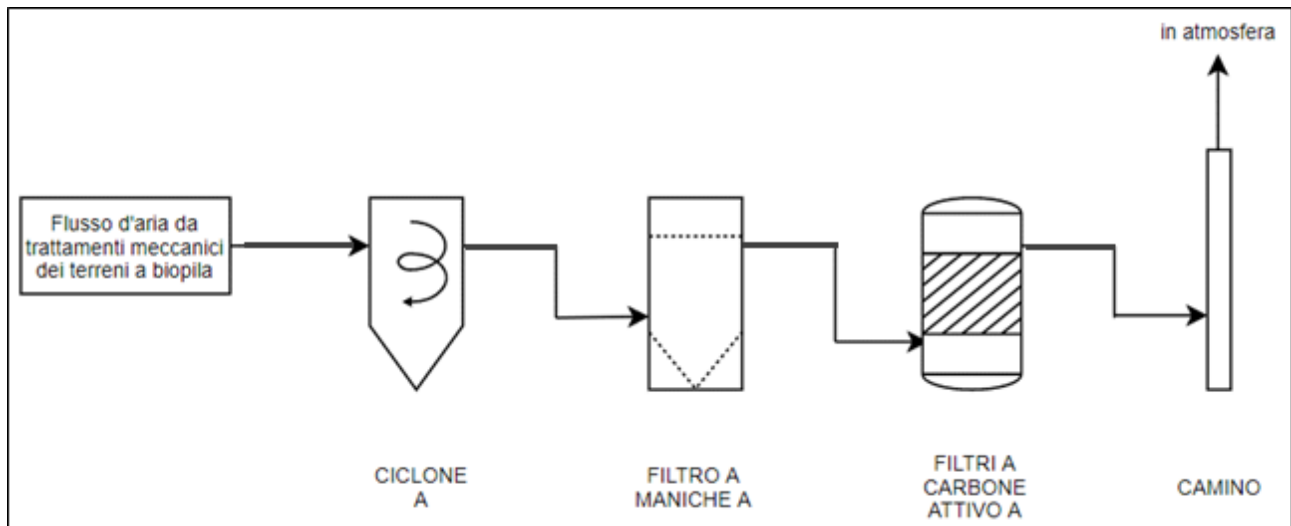 in atmosfera
Flusso d'aria da
trattamenti meccanici
dei terreni a biopila
CICLONE
A
FILTRO A
MANICHE A
FILTRI A
CARBONE
ATTIVO A
CAMINO